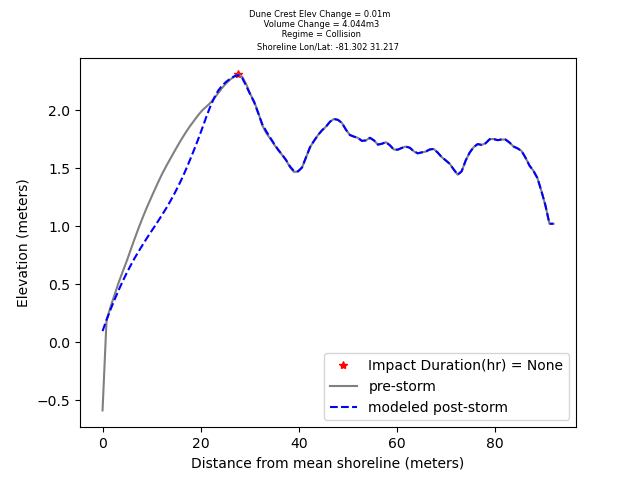 Dune Crest Elev Change = 0.01m
Volume Change = 4.044m3
Regime = Collision
Shoreline Lon/Lat: -81.302 31.217
Elevation (meters)
2.0
1.5
1.0
0.5
0.0
−0.5
Impact Duration(hr) = None
pre-storm
modeled post-storm
0 20 40 60 80
Distance from mean shoreline (meters)